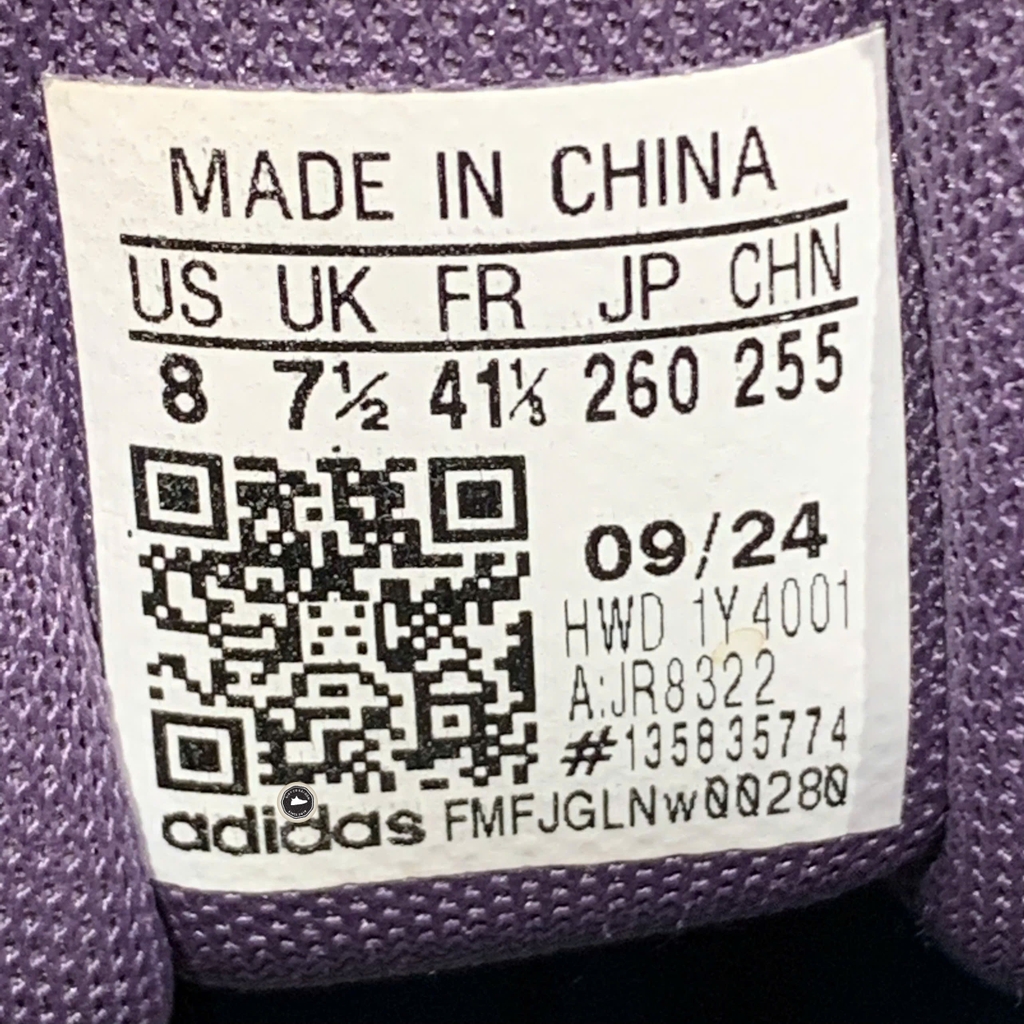 MADE IN CHINA
US UK FR JP CHN
8 7½ 41⅓ 260 255
09/24
HWD 1Y4001
A:JR8322
#135835774
adidas FMFJGLNW00280